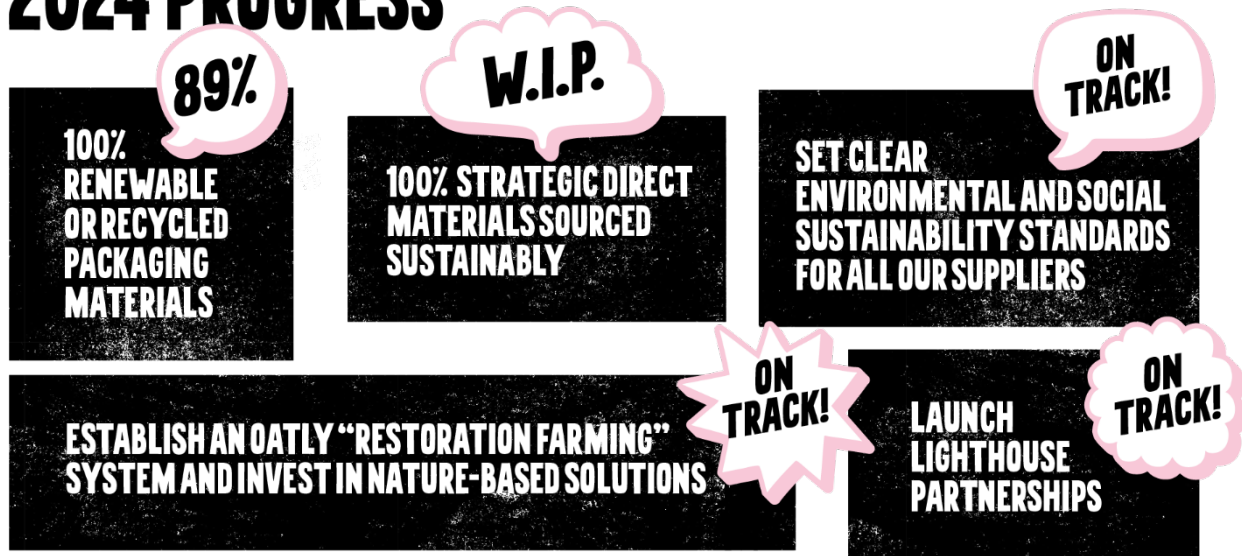 2024 PROGRESS
89%
100%
RENEWABLE
OR RECYCLED
PACKAGING
MATERIALS
W.I.P.
100% STRATEGIC DIRECT
MATERIALS SOURCED
SUSTAINABLY
ON
TRACK!
SET CLEAR
ENVIRONMENTAL AND SOCIAL
SUSTAINABILITY STANDARDS
FOR ALL OUR SUPPLIERS
ON
TRACK!
ESTABLISH AN OATLY “RESTORATION FARMING”
SYSTEM AND INVEST IN NATURE-BASED SOLUTIONS
ON
TRACK!
LAUNCH
LIGHTHOUSE
PARTNERSHIPS